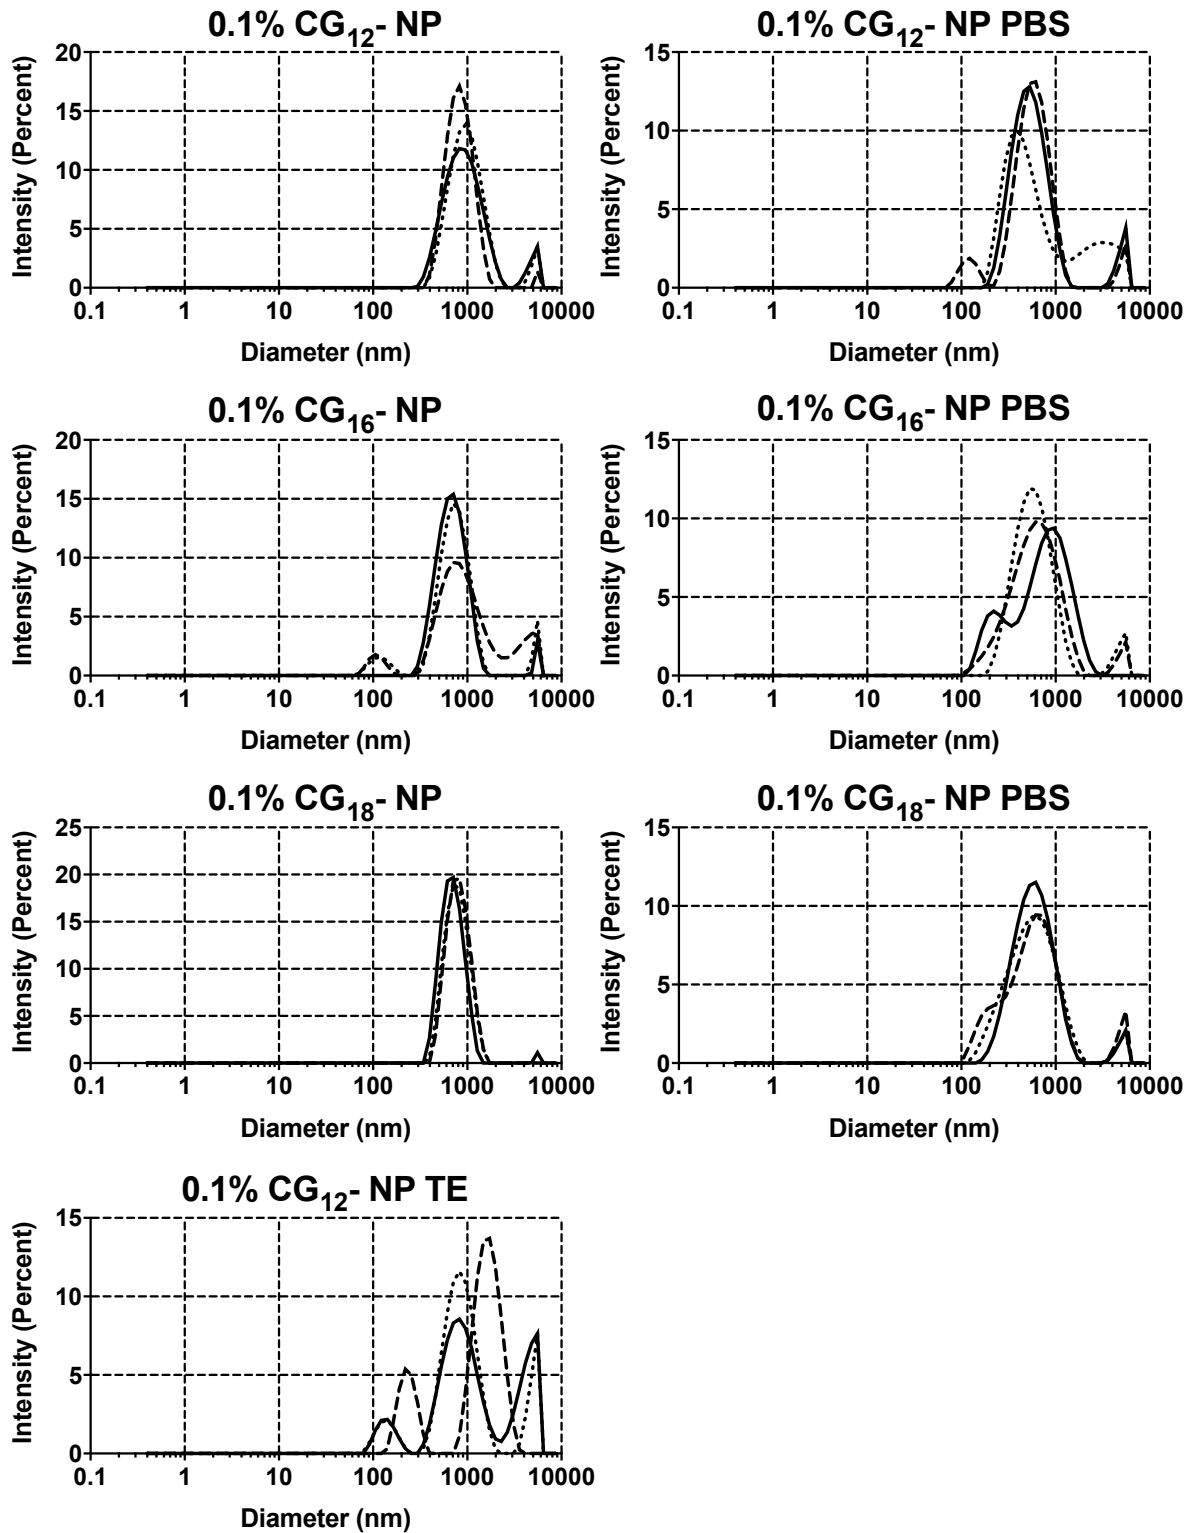 0.1% CG12- NP
Intensity (Percent)
20
15
10
5
0
0.1 1 10 100 1000 10000
Diameter (nm)
0.1% CG12- NP PBS
Intensity (Percent)
15
10
5
0
0.1 1 10 100 1000 10000
Diameter (nm)
0.1% CG16- NP
Intensity (Percent)
20
15
10
5
0
0.1 1 10 100 1000 10000
Diameter (nm)
0.1% CG16- NP PBS
Intensity (Percent)
15
10
5
0
0.1 1 10 100 1000 10000
Diameter (nm)
0.1% CG18- NP
Intensity (Percent)
25
20
15
10
5
0
0.1 1 10 100 1000 10000
Diameter (nm)
0.1% CG18- NP PBS
Intensity (Percent)
15
10
5
0
0.1 1 10 100 1000 10000
Diameter (nm)
0.1% CG12- NP TE
Intensity (Percent)
15
10
5
0
0.1 1 10 100 1000 10000
Diameter (nm)